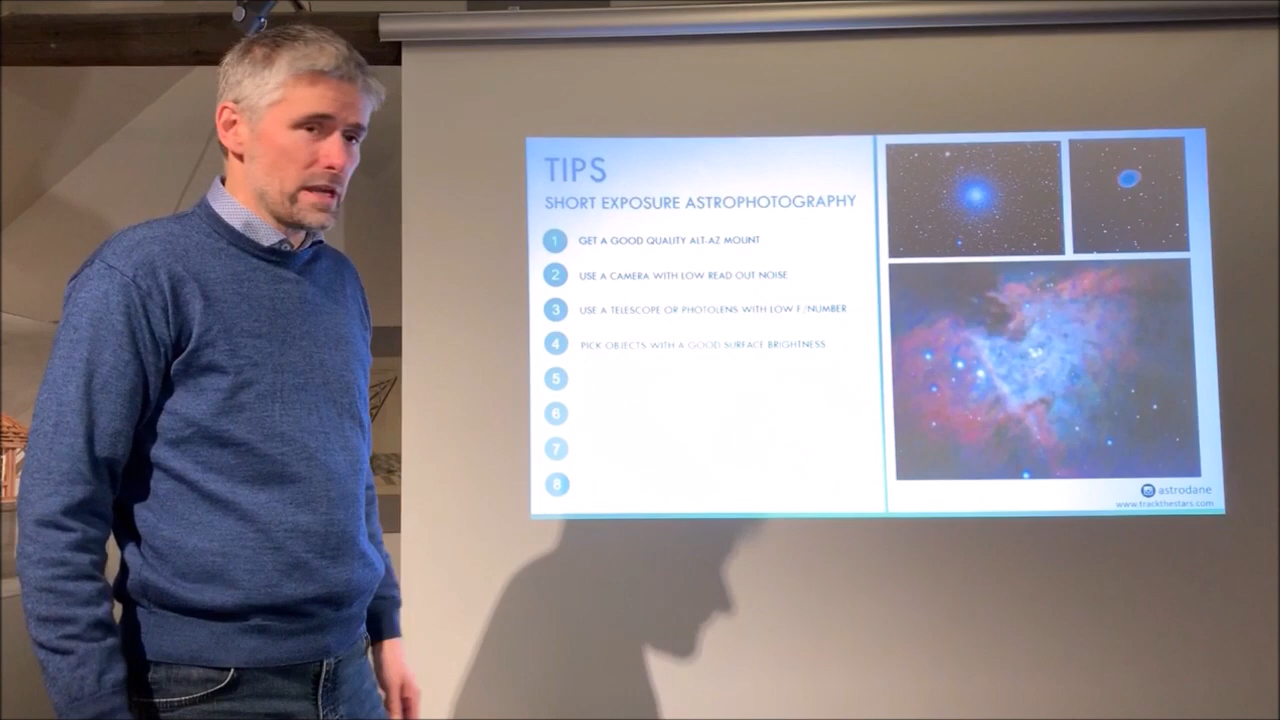 TIPS
SHORT EXPOSURE ASTROPHOTOGRAPHY
1 GET A GOOD QUALITY ALT-AZ MOUNT
2 USE A CAMERA WITH LOW READ OUT NOISE
3 USE A TELESCOPE OR PHOTOLENS WITH LOW F/NUMBER
4 PICK OBJECTS WITH A GOOD SURFACE BRIGHTNESS
5
6
7
8
astrodane
www.trackthestars.com